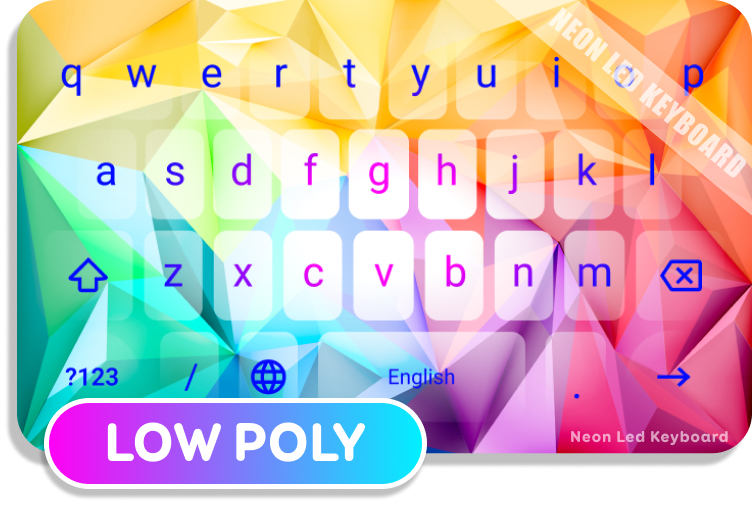 NEON LED KEYBOARD
q w e r t y u i o p
a s d f g h j k l
z x c v b n m
?123 / English .
Neon Led Keyboard
LOW POLY